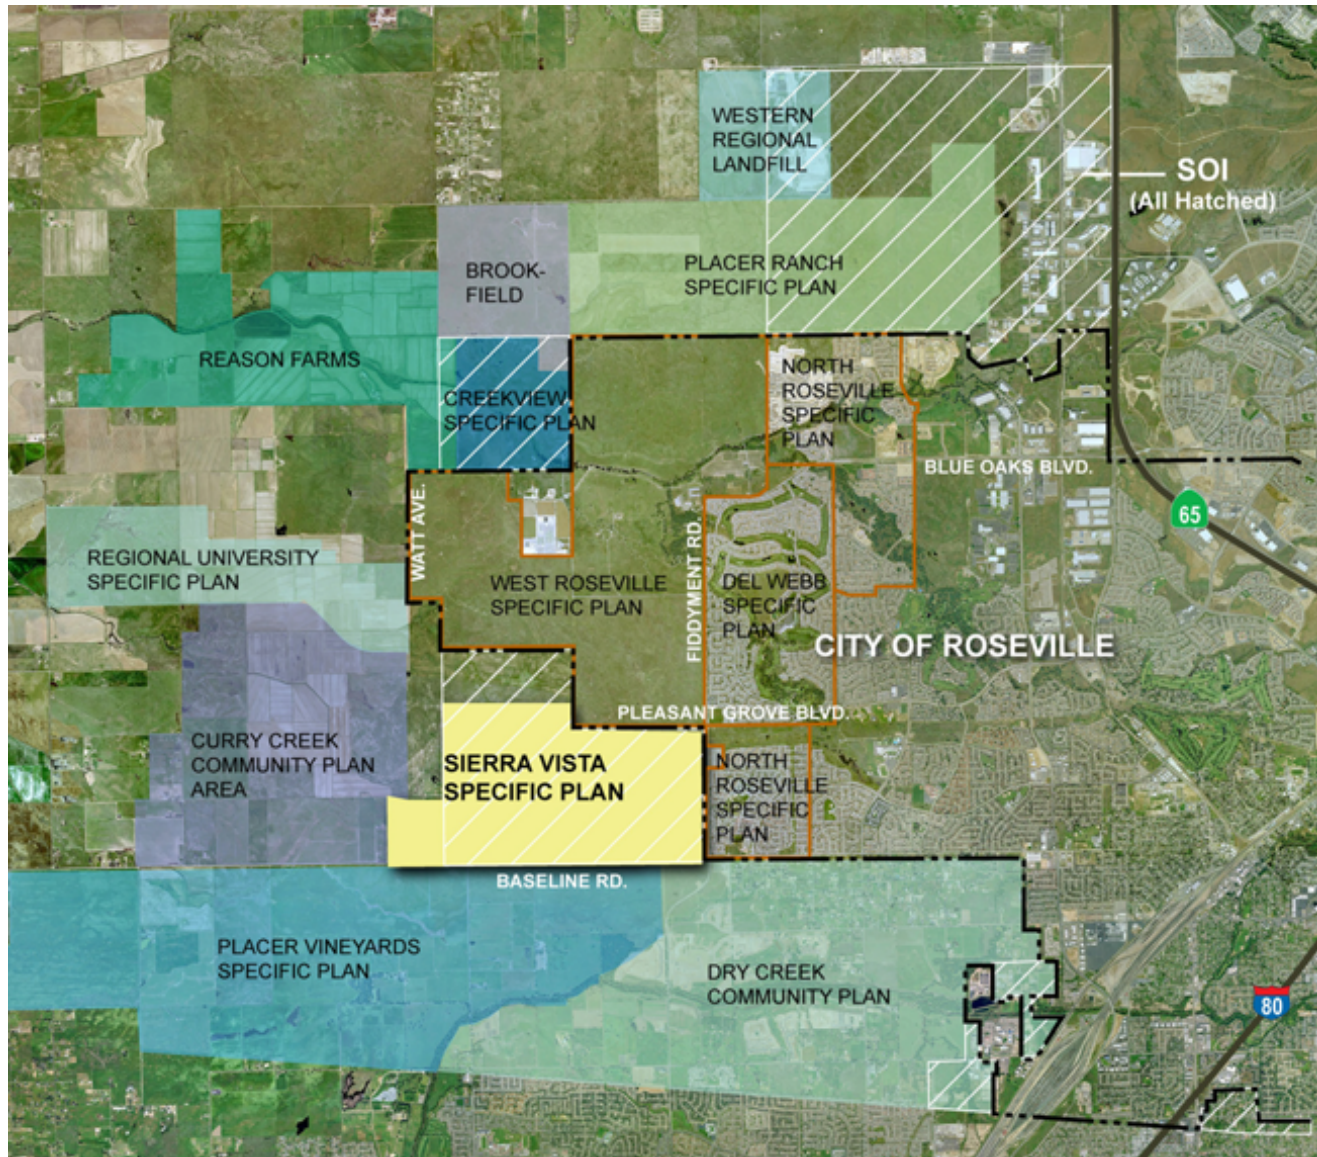 WESTERN
REGIONAL
LANDFILL
SOI
(All Hatched)
BROOK-
FIELD
PLACER RANCH
SPECIFIC PLAN
REASON FARMS
NORTH
ROSEVILLE
SPECIFIC
PLAN
CREEKVIEW
SPECIFIC PLAN
BLUE OAKS BLVD.
65
WATT AVE.
REGIONAL UNIVERSITY
SPECIFIC PLAN
WEST ROSEVILLE
SPECIFIC PLAN
FIDDYMENT RD.
DEL WEBB
SPECIFIC
PLAN
CITY OF ROSEVILLE
PLEASANT GROVE BLVD.
CURRY CREEK
COMMUNITY PLAN
AREA
SIERRA VISTA
SPECIFIC PLAN
NORTH
ROSEVILLE
SPECIFIC
PLAN
BASELINE RD.
PLACER VINEYARDS
SPECIFIC PLAN
DRY CREEK
COMMUNITY PLAN
80